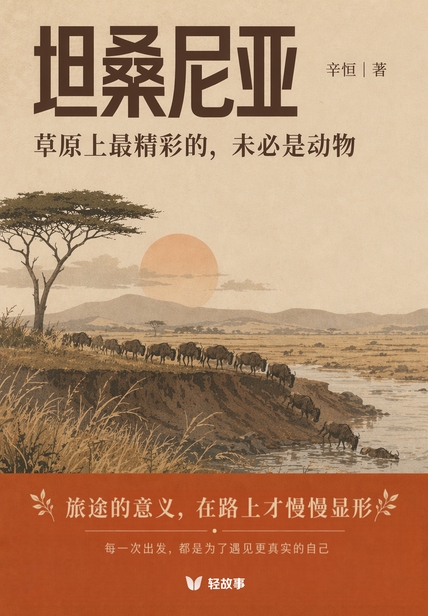 坦桑尼亚
辛恒｜著
草原上最精彩的，未必是动物
旅途的意义，在路上才慢慢显形
每一次出发，都是为了遇见更真实的自己
轻故事